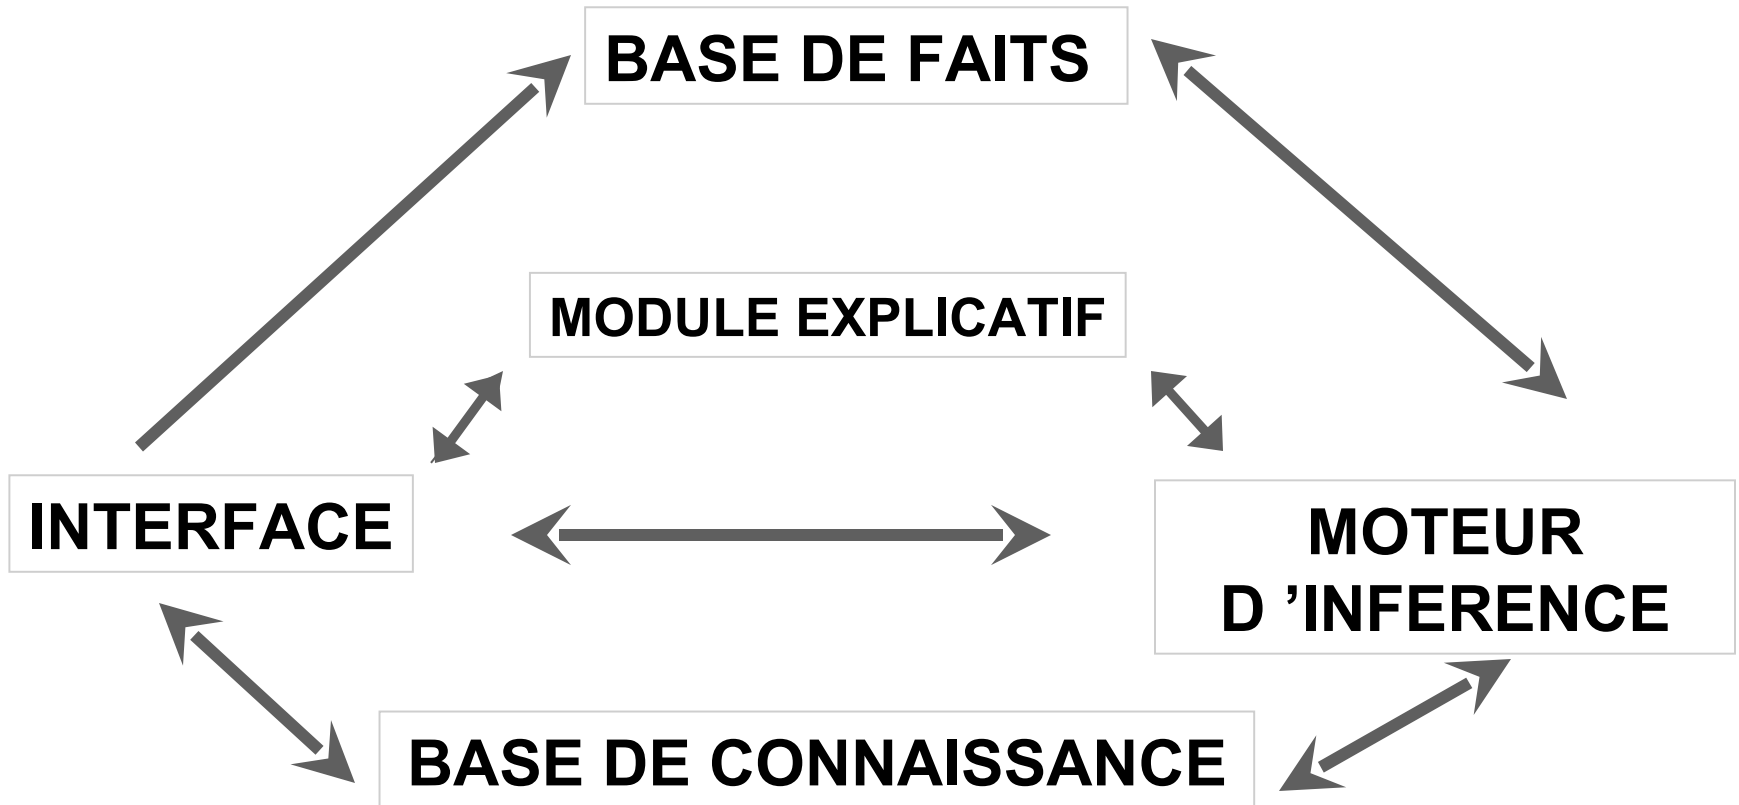 BASE DE FAITS
MODULE EXPLICATIF
INTERFACE
MOTEUR
D ’INFERENCE
BASE DE CONNAISSANCE